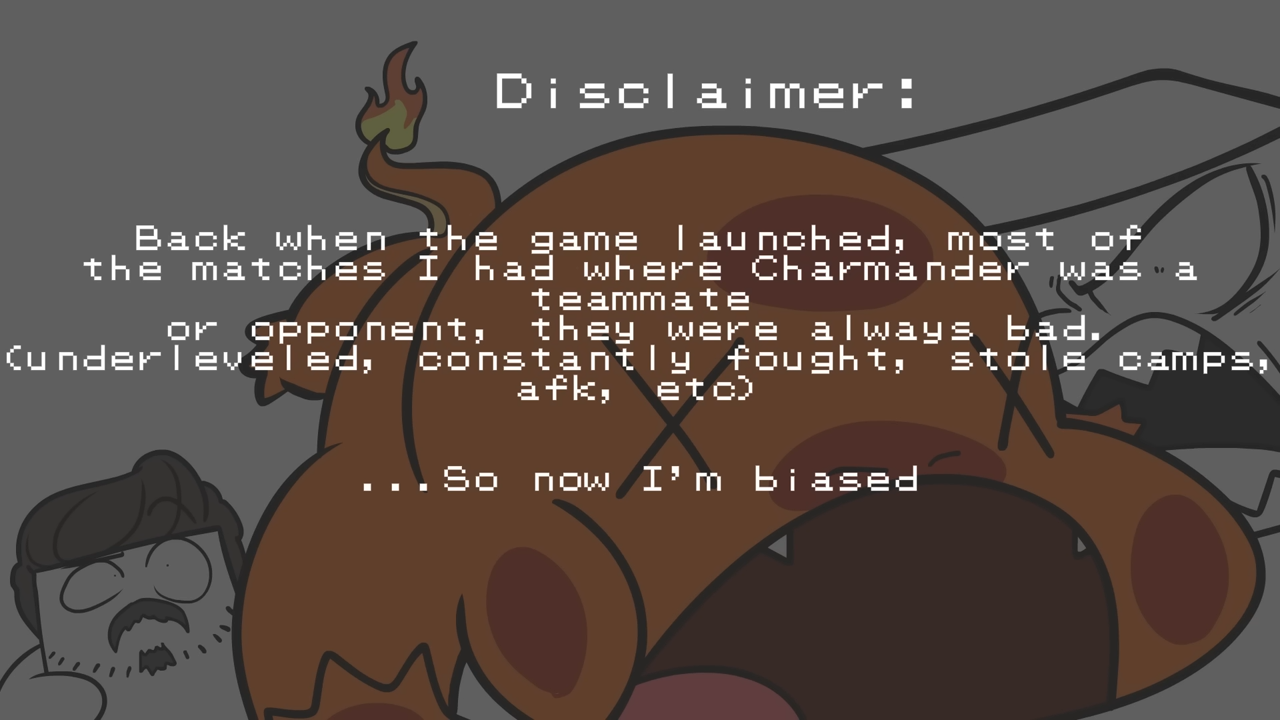 Disclaimer:
Back when the game launched, most of
the matches I had where Charmander was a
teammate
or opponent, they were always bad.
(underleveled, constantly fought, stole camps,
afk, etc)
...So now I'm biased